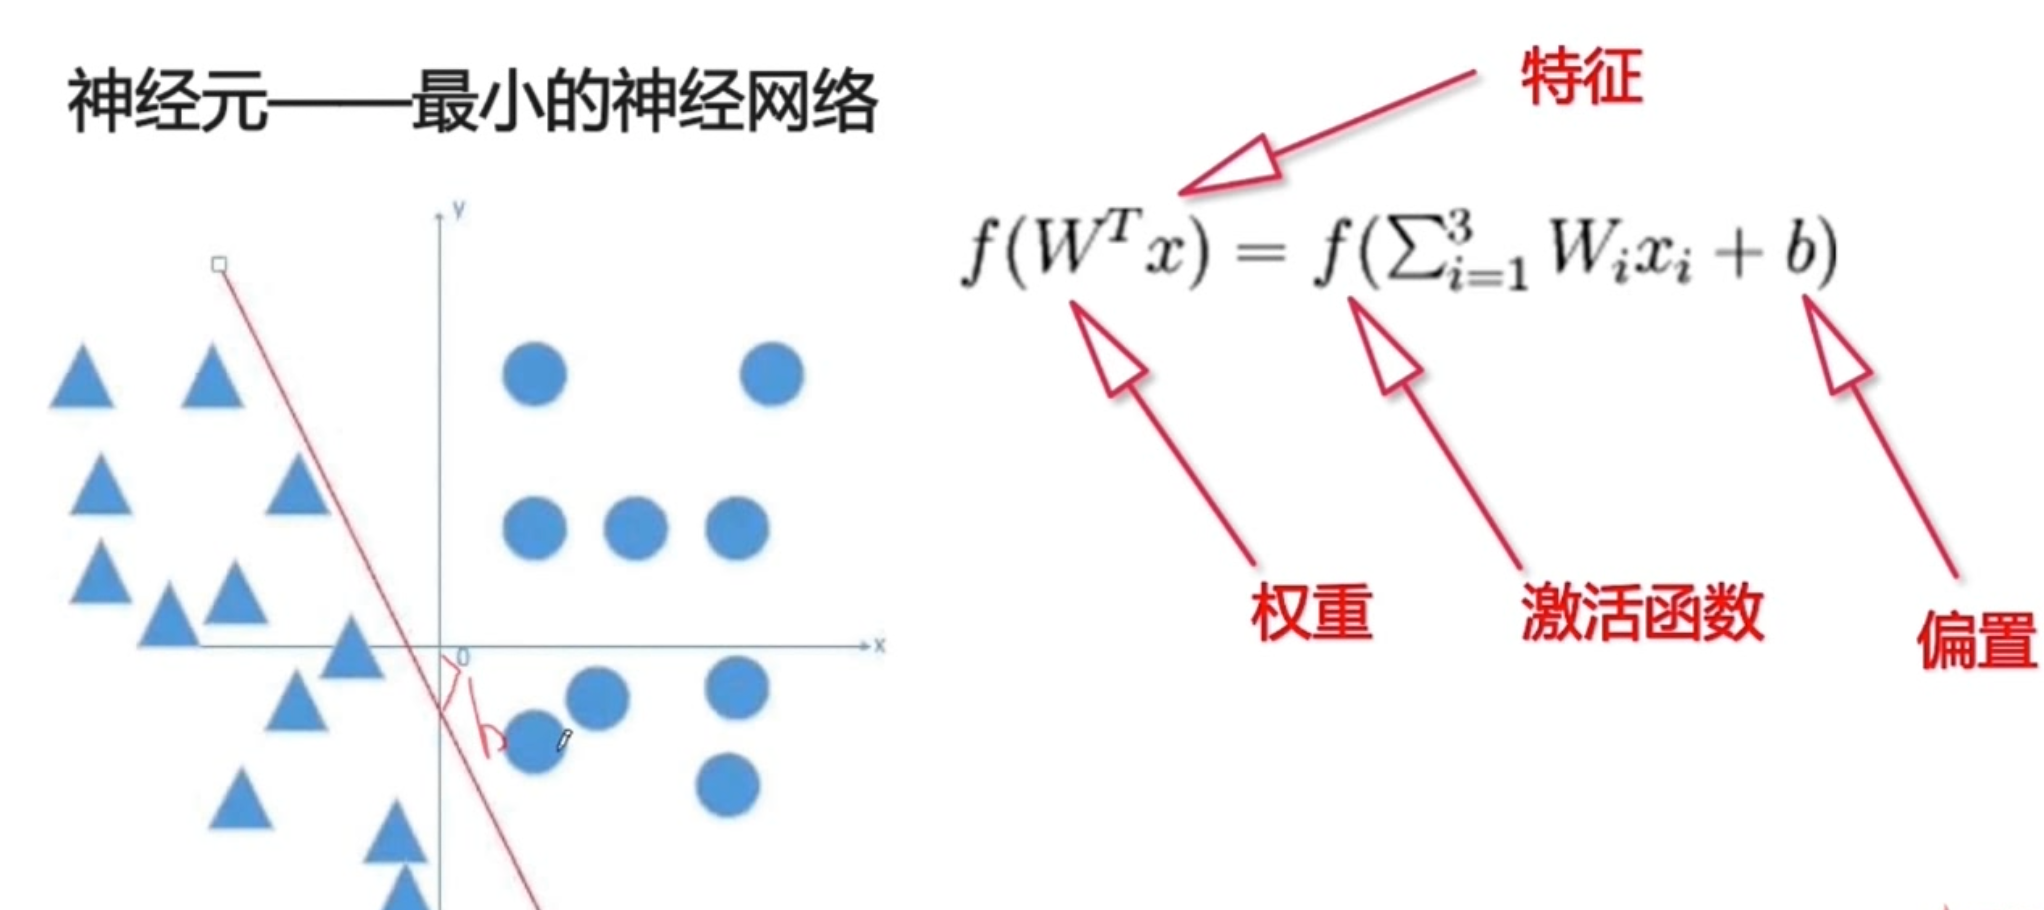 神经元——最小的神经网络
特征
f(W^T x) = f(∑_{i=1}^{3} W_i x_i + b)
权重
激活函数
偏置
y
x
0
b